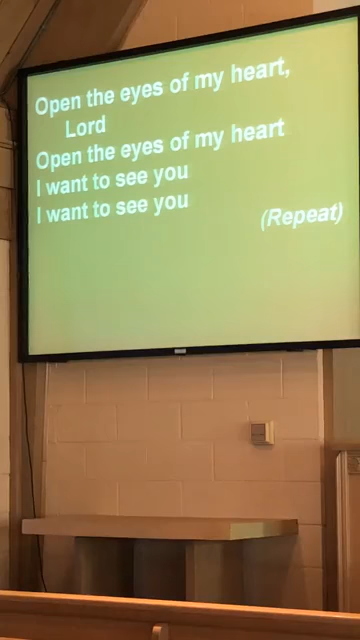 Open the eyes of my heart,
Lord
Open the eyes of my heart
I want to see you
I want to see you
(Repeat)